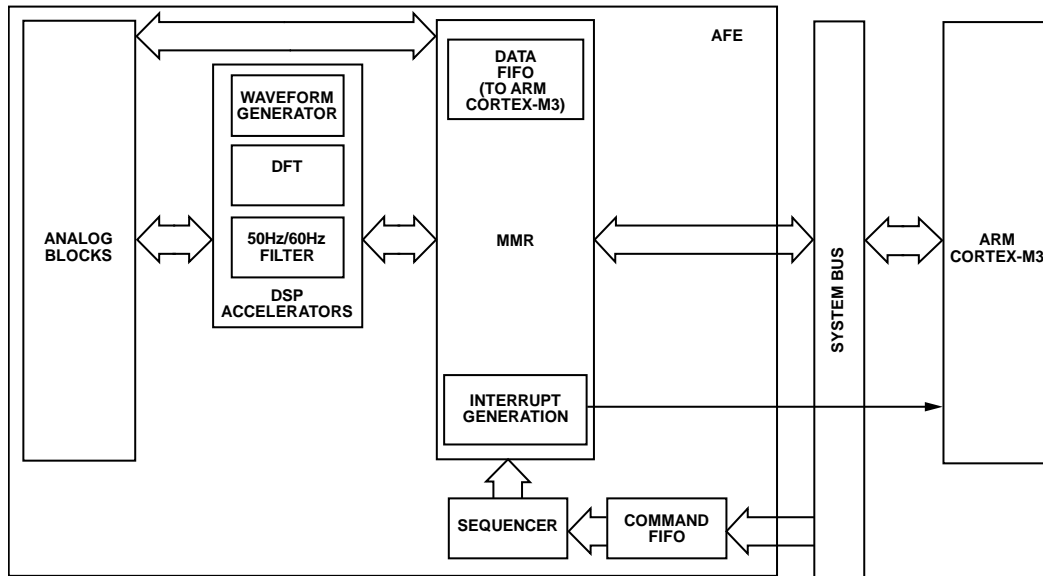 AFE
DATA
FIFO
(TO ARM
CORTEX-M3)
WAVEFORM
GENERATOR
DFT
50Hz/60Hz
FILTER
DSP
ACCELERATORS
ANALOG
BLOCKS
MMR
SYSTEM BUS
ARM
CORTEX-M3
INTERRUPT
GENERATION
SEQUENCER
COMMAND
FIFO